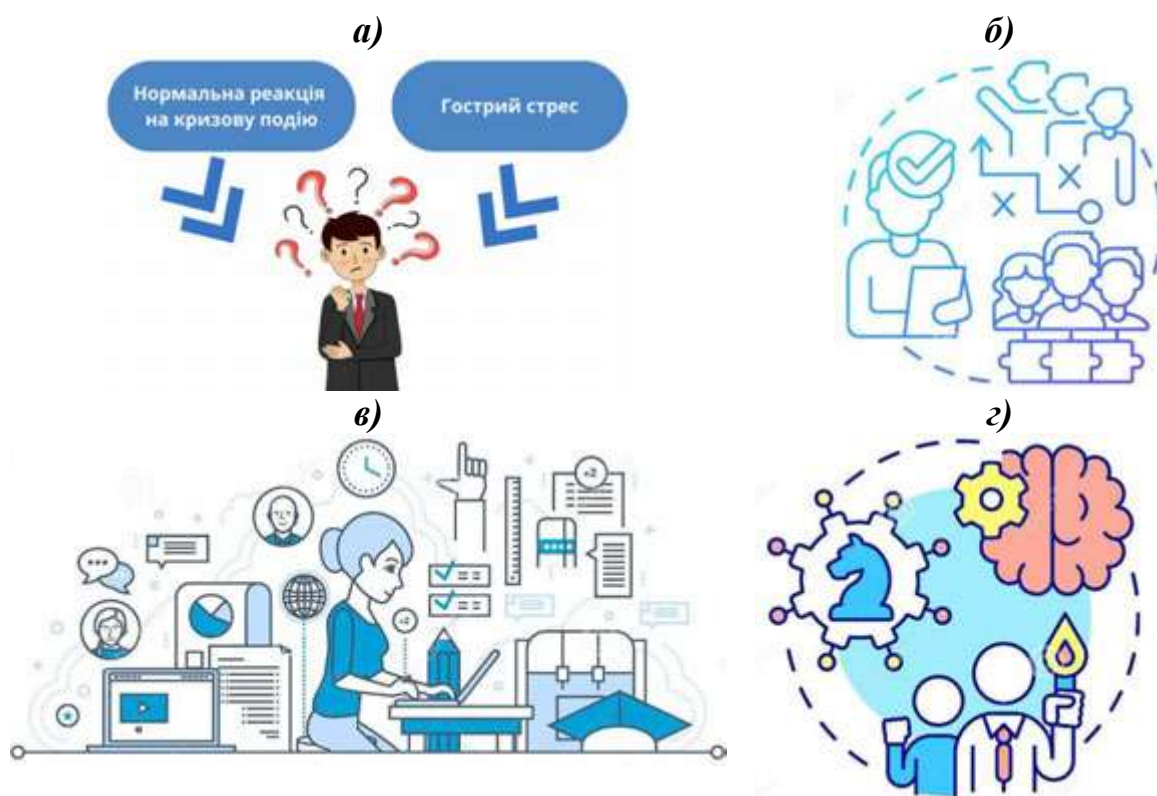 а)
б)
Нормальна реакція
на кризову подію
Гострий стрес
в)
г)